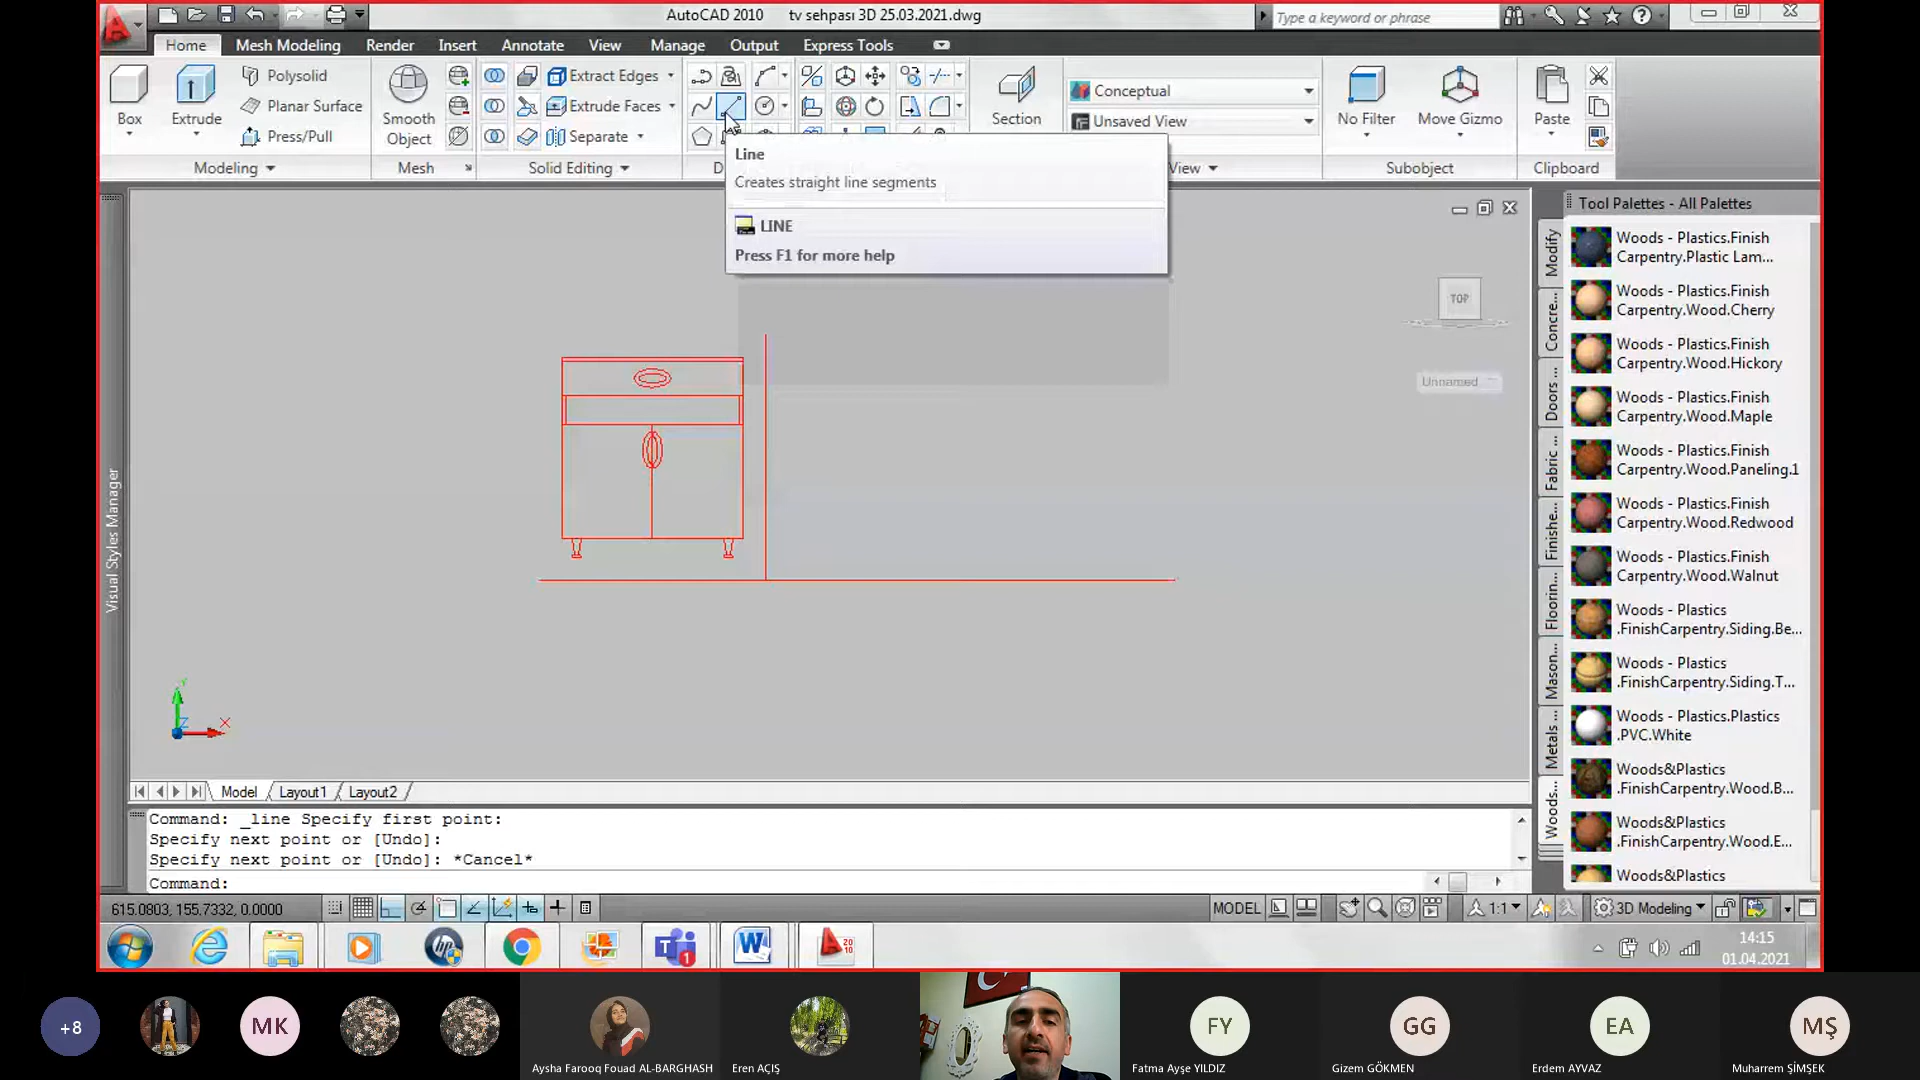 AutoCAD 2010 tv sehpası 3D 25.03.2021.dwg
Type a keyword or phrase
Home Mesh Modeling Render Insert Annotate View Manage Output Express Tools
Box
Extrude
Polysolid
Planar Surface
Press/Pull
Smooth
Object
Extract Edges
Extrude Faces
Separate
Section
Conceptual
Unsaved View
No Filter
Move Gizmo
Paste
Modeling
Mesh
Solid Editing
D
View
Subobject
Clipboard
Line
Creates straight line segments
LINE
Press F1 for more help
TOP
Unnamed
Visual Styles Manager
X
Z
Tool Palettes - All Palettes
Modify
Concre...
Doors ...
Fabric ...
Finishe...
Floorin...
Mason...
Metals ...
Woods...
Woods - Plastics.Finish
Carpentry.Plastic Lam...
Woods - Plastics.Finish
Carpentry.Wood.Cherry
Woods - Plastics.Finish
Carpentry.Wood.Hickory
Woods - Plastics.Finish
Carpentry.Wood.Maple
Woods - Plastics.Finish
Carpentry.Wood.Paneling.1
Woods - Plastics.Finish
Carpentry.Wood.Redwood
Woods - Plastics.Finish
Carpentry.Wood.Walnut
Woods - Plastics
.FinishCarpentry.Siding.Be...
Woods - Plastics
.FinishCarpentry.Siding.T...
Woods - Plastics.Plastics
.PVC.White
Woods&Plastics
.FinishCarpentry.Wood.B...
Woods&Plastics
.FinishCarpentry.Wood.E...
Woods&Plastics
Model Layout1 Layout2
Command: _line Specify first point:
Specify next point or [Undo]:
Specify next point or [Undo]: *Cancel*
Command:
615.0803, 155.7332, 0.0000
MODEL
1:1
3D Modeling
14:15
01.04.2021
+8
MK
Aysha Farooq Fouad AL-BARGHASH
Eren AÇIŞ
FY
Fatma Ayşe YILDIZ
GG
Gizem GÖKMEN
EA
Erdem AYVAZ
MŞ
Muharrem ŞİMŞEK